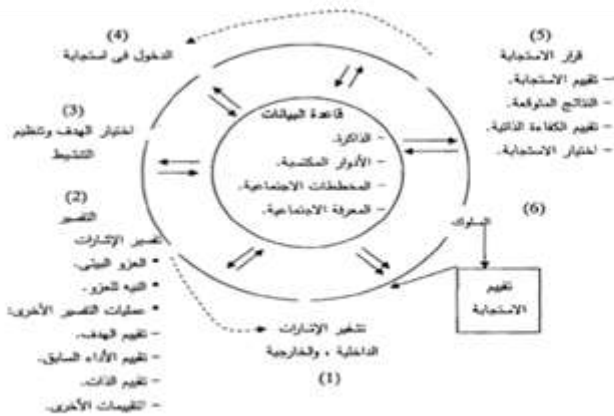 (4)
الدخول في استجابة
(5)
قرار الاستجابة
– تقييم الاستجابة.
– النتائج المتوقعة.
– تقييم الكفاءة الذاتية.
– اختيار الاستجابة.
(3)
اختيار الهدف وتنظيم
التنشيط
قاعدة البيانات
– الذاكرة.
– الأدوار المكتسبة.
– المخططات الاجتماعية.
– المعرفة الاجتماعية.
(2)
التفسير
تفسير الإشارات
• العزو البيئي.
• النيه للعزو.
• عمليات التفسير الأخرى:
– تقييم الهدف.
– تقييم الأداء السابق.
– تقييم الذات.
– التقييمات الأخرى.
(6)
السلوك
تقييم
الاستجابة
تشفير الإشارات
الداخلية ، والخارجية
(1)